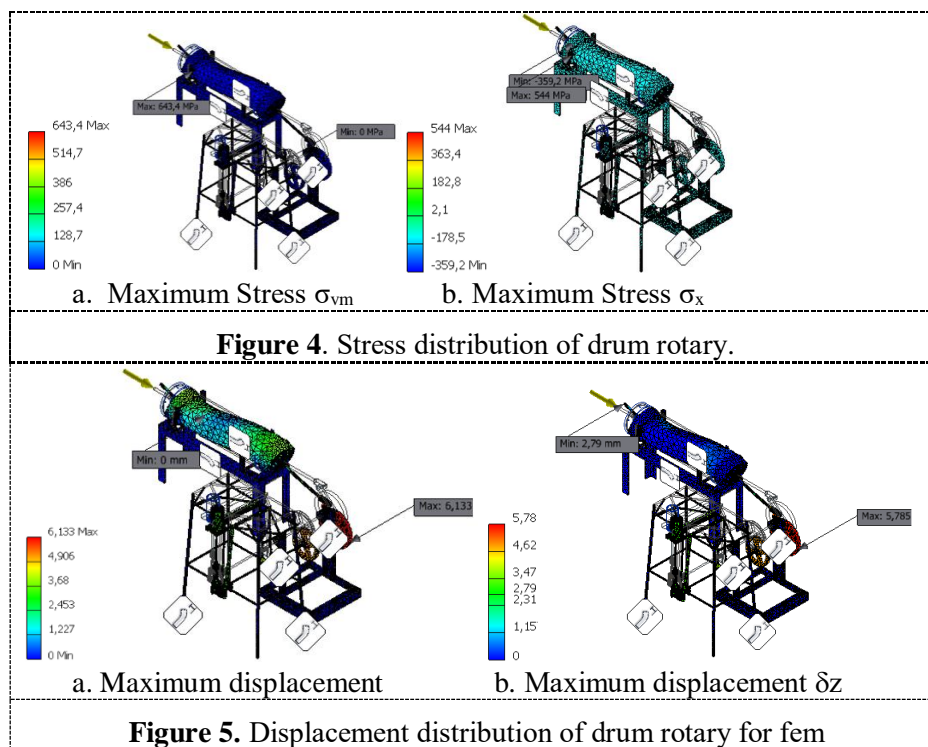 Max: 643,4 MPa
Min: 0 MPa
643,4 Max
514,7
386
257,4
128,7
0 Min
a. Maximum Stress σvm
Min: -359,2 MPa
Max: 544 MPa
544 Max
363,4
182,8
2,1
-178,5
-359,2 Min
b. Maximum Stress σx
Figure 4. Stress distribution of drum rotary.
Min: 0 mm
Max: 6,133
6,133 Max
4,906
3,68
2,453
1,227
0 Min
a. Maximum displacement
Min: 2,79 mm
Max: 5,785
5,78
4,62
3,47
2,79
2,31
1,15
0
b. Maximum displacement δz
Figure 5. Displacement distribution of drum rotary for fem